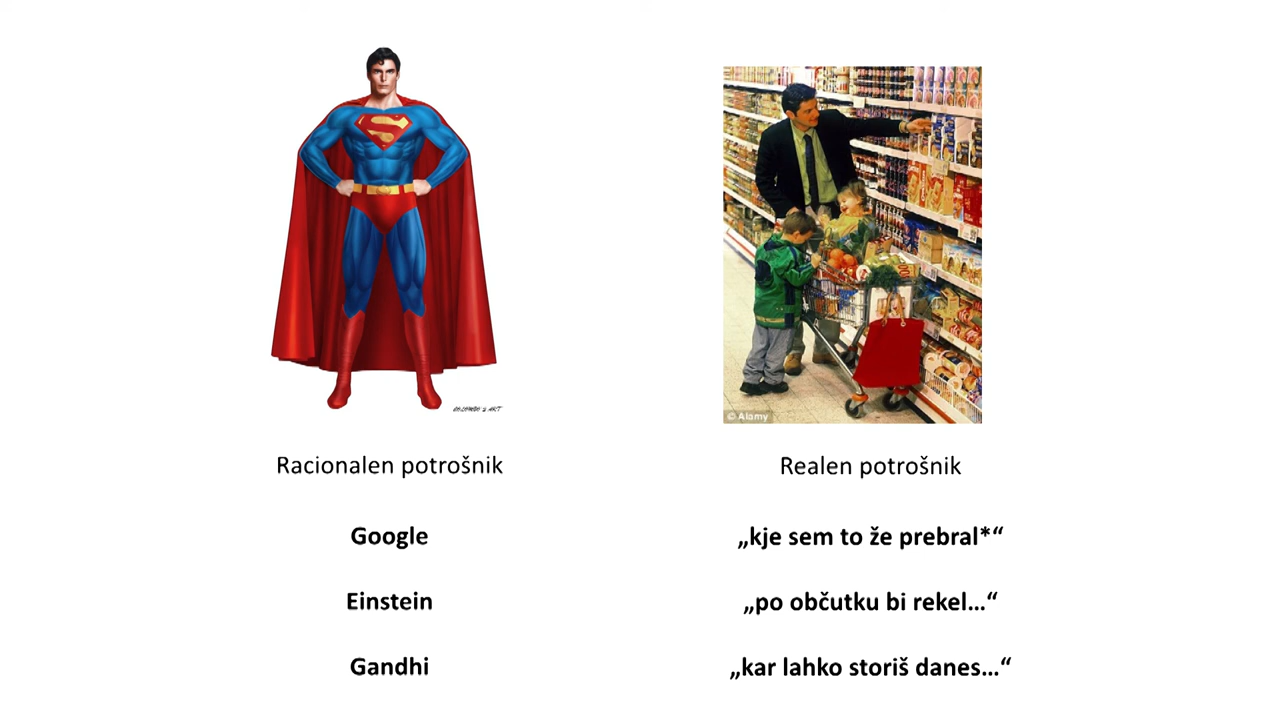 © Alamy
Racionalen potrošnik
Google
Einstein
Gandhi
Realen potrošnik
„kje sem to že prebral*“
„po občutku bi rekel...“
„kar lahko storiš danes...“